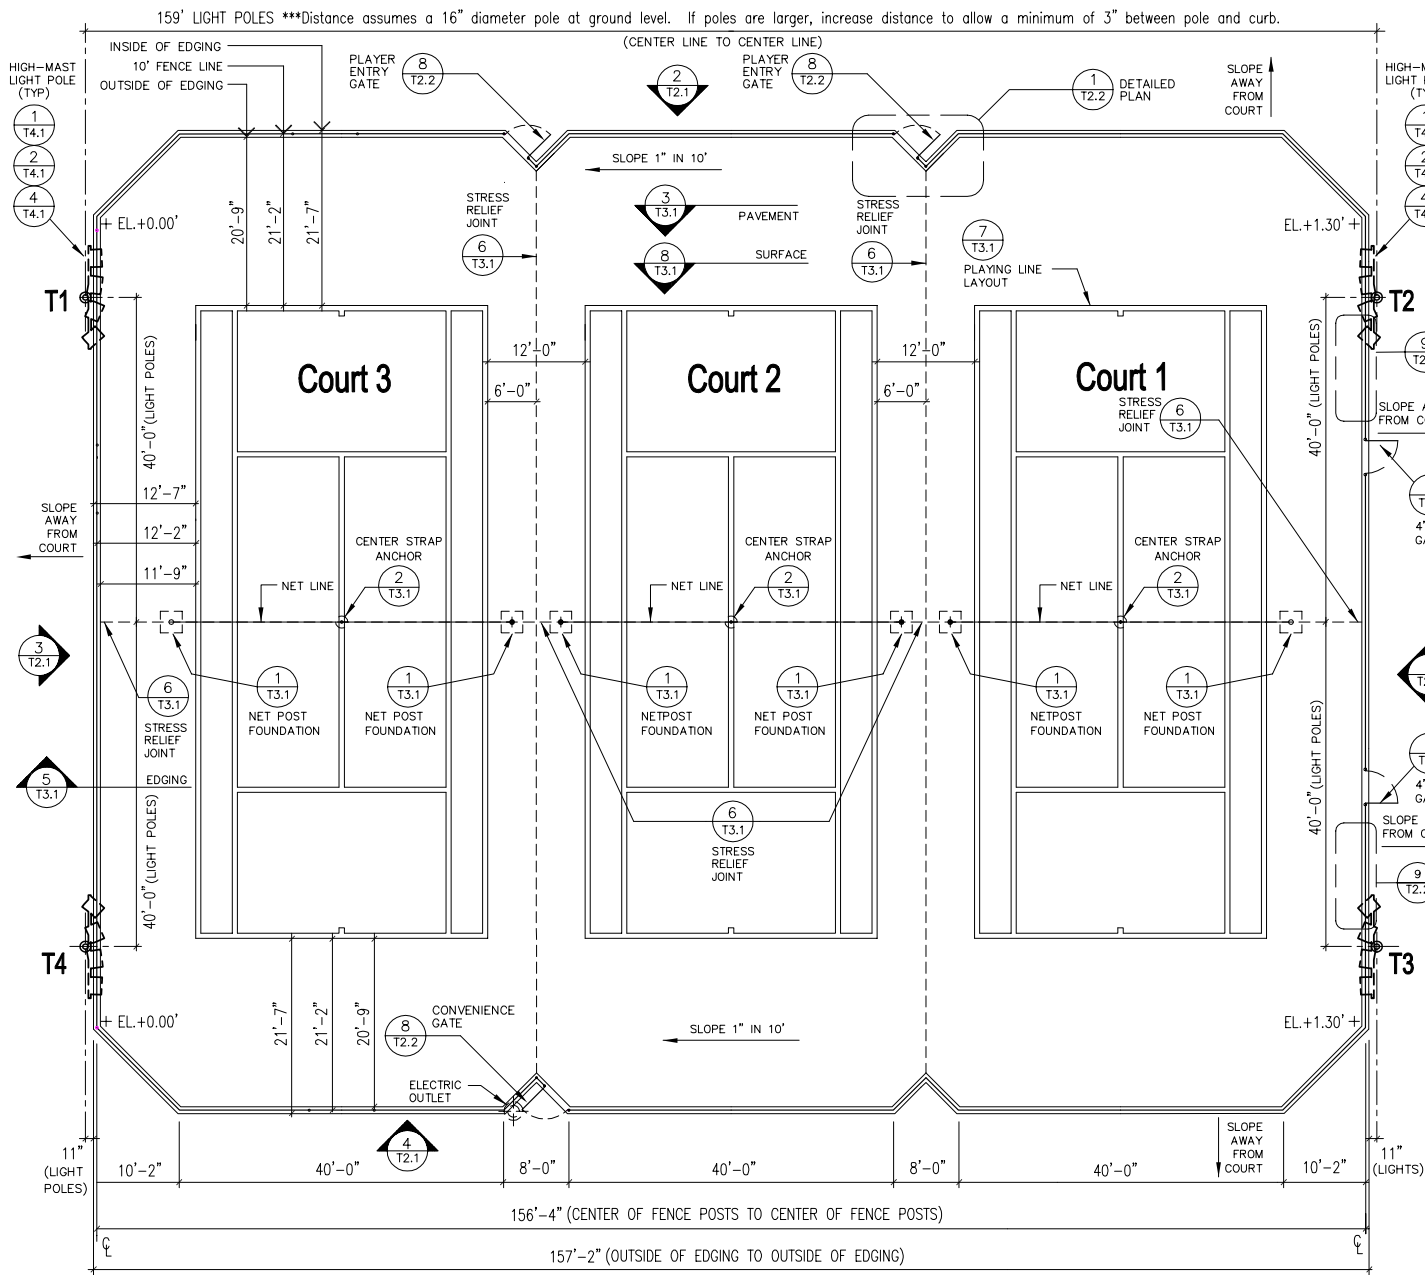 159' LIGHT POLES ***Distance assumes a 16" diameter pole at ground level. If poles are larger, increase distance to allow a minimum of 3" between pole and curb.
(CENTER LINE TO CENTER LINE)
INSIDE OF EDGING
10' FENCE LINE
OUTSIDE OF EDGING
HIGH-MAST
LIGHT POLE
(TYP)
1
T4.1
2
T4.1
4
T4.1
PLAYER
ENTRY
GATE
8
T2.2
2
T2.1
PLAYER
ENTRY
GATE
8
T2.2
1
T2.2
DETAILED
PLAN
SLOPE
AWAY
FROM
COURT
SLOPE 1" IN 10'
EL.+0.00'
20'-9"
21'-2"
21'-7"
STRESS
RELIEF
JOINT
6
T3.1
3
T3.1
PAVEMENT
8
T3.1
SURFACE
STRESS
RELIEF
JOINT
6
T3.1
7
T3.1
PLAYING LINE
LAYOUT
EL.+1.30'
T1
T2
40'-0" (LIGHT POLES)
40'-0" (LIGHT POLES)
Court 3
12'-0"
6'-0"
Court 2
12'-0"
6'-0"
Court 1
STRESS
RELIEF
JOINT
6
T3.1
12'-7"
12'-2"
11'-9"
SLOPE
AWAY
FROM
COURT
CENTER STRAP
ANCHOR
2
T3.1
NET LINE
CENTER STRAP
ANCHOR
2
T3.1
NET LINE
CENTER STRAP
ANCHOR
2
T3.1
NET LINE
3
T2.1
6
T3.1
STRESS
RELIEF
JOINT
1
T3.1
NET POST
FOUNDATION
1
T3.1
NET POST
FOUNDATION
1
T3.1
NETPOST
FOUNDATION
1
T3.1
NET POST
FOUNDATION
1
T3.1
NETPOST
FOUNDATION
1
T3.1
NET POST
FOUNDATION
5
T3.1
EDGING
6
T3.1
STRESS
RELIEF
JOINT
40'-0" (LIGHT POLES)
40'-0" (LIGHT POLES)
SLOPE
9
T4
T3
EL.+0.00'
21'-7"
21'-2"
20'-9"
8
T2.2
CONVENIENCE
GATE
ELECTRIC
OUTLET
SLOPE 1" IN 10'
EL.+1.30'
4
T2.1
SLOPE
AWAY
FROM
COURT
11"
(LIGHT
POLES)
10'-2"
40'-0"
8'-0"
40'-0"
8'-0"
40'-0"
10'-2"
11"
(LIGHTS)
156'-4" (CENTER OF FENCE POSTS TO CENTER OF FENCE POSTS)
157'-2" (OUTSIDE OF EDGING TO OUTSIDE OF EDGING)